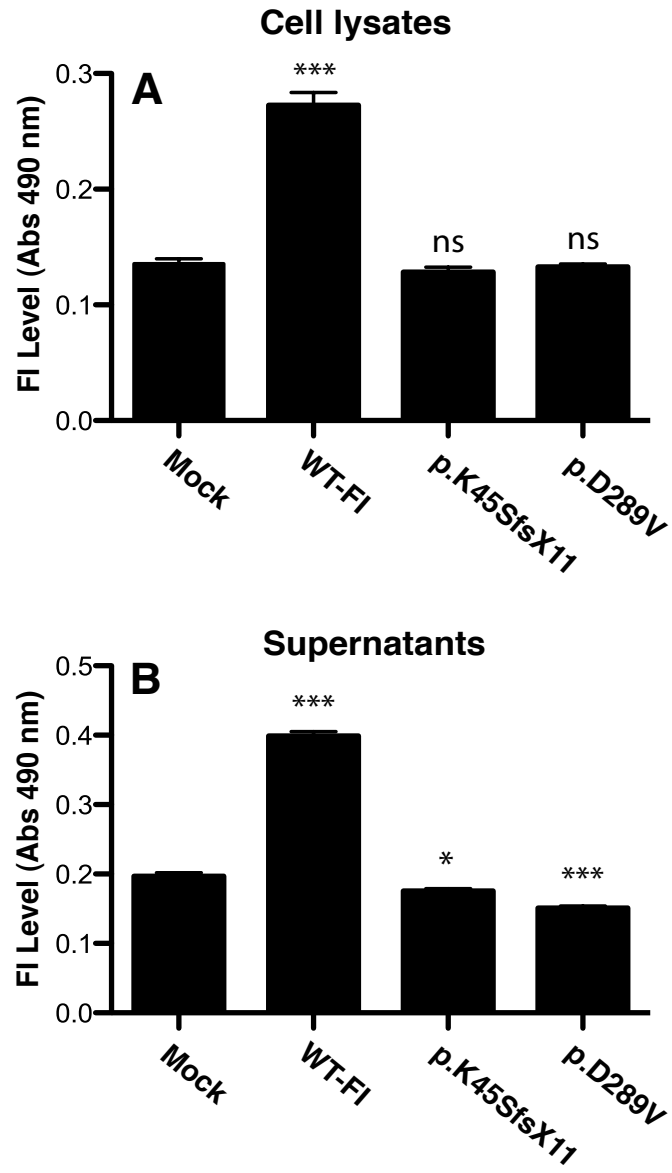 Cell lysates
A
FI Level (Abs 490 nm)
0.3
0.2
0.1
0.0
***
ns
ns
Mock
WT-FI
p.K45SfsX11
p.D289V
Supernatants
B
FI Level (Abs 490 nm)
0.5
0.4
0.3
0.2
0.1
0.0
***
*
***
Mock
WT-FI
p.K45SfsX11
p.D289V